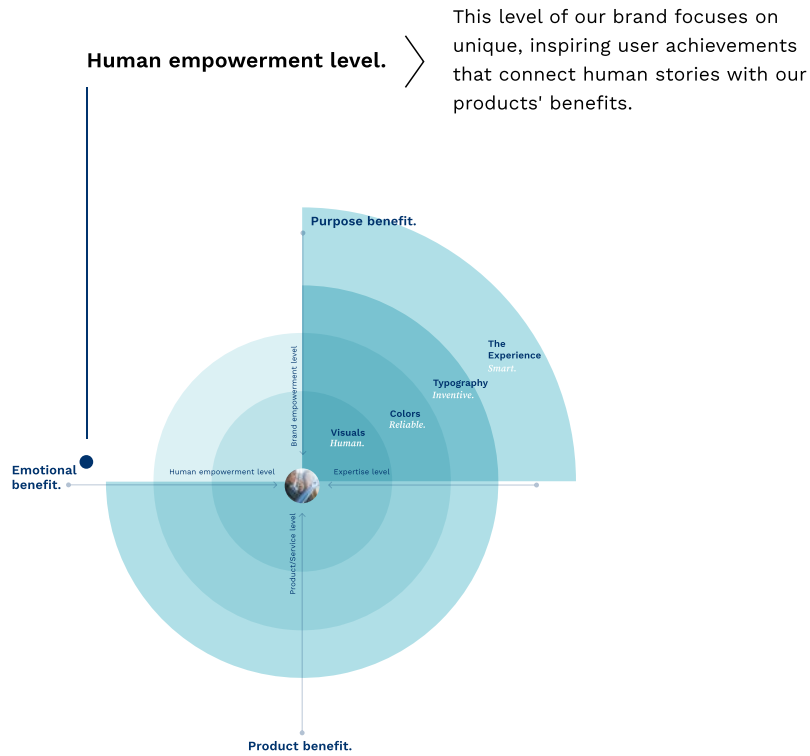 Human empowerment level.
This level of our brand focuses on
unique, inspiring user achievements
that connect human stories with our
products' benefits.
Purpose benefit.
Brand empowerment level
The
Experience
Smart.
Typography
Inventive.
Colors
Reliable.
Visuals
Human.
Emotional
benefit.
Human empowerment level
Expertise level
Product/Service level
Product benefit.